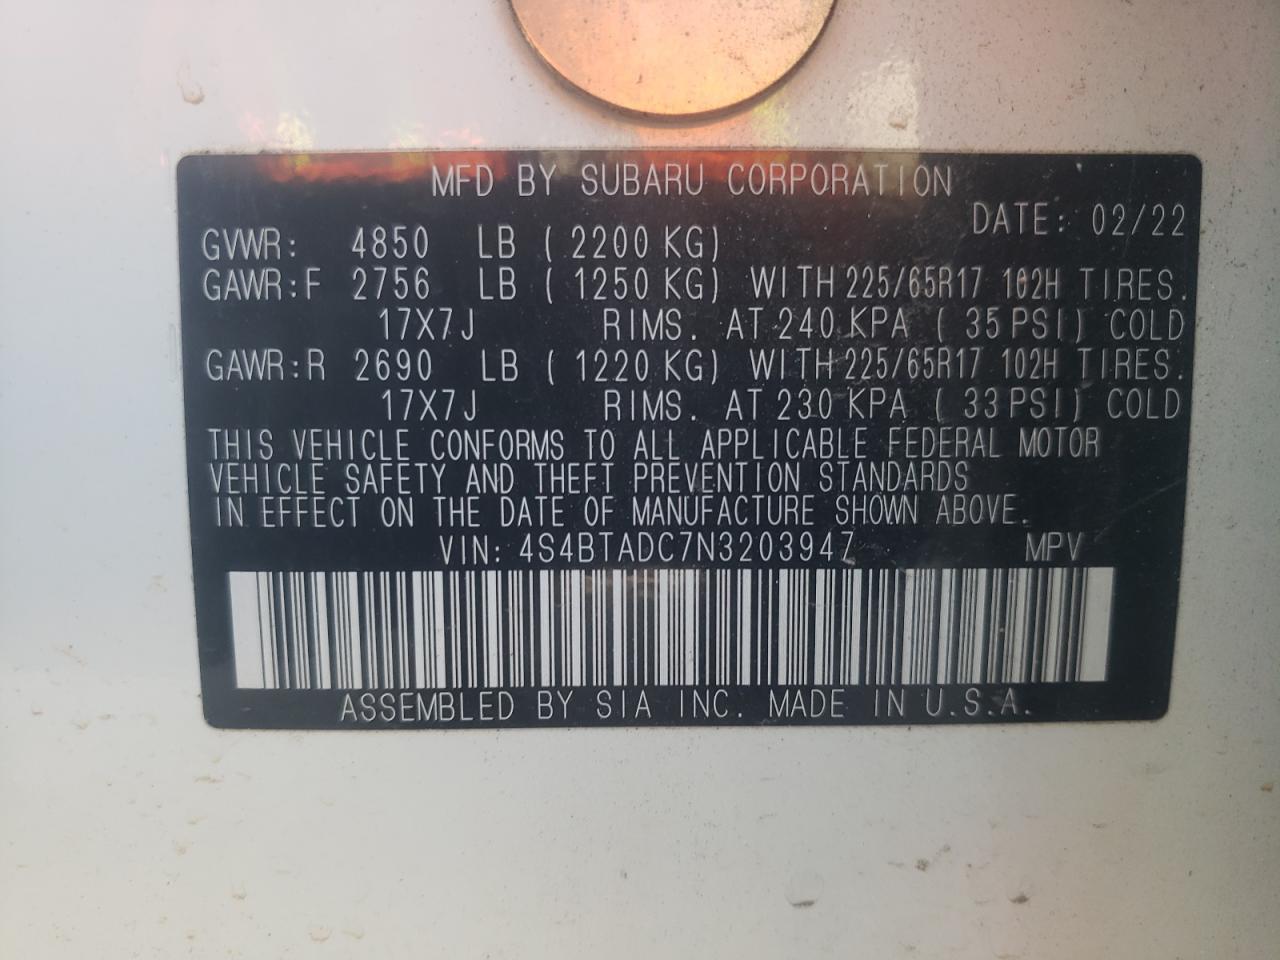 MFD BY SUBARU CORPORATION
DATE: 02/22
GVWR: 4850 LB (2200 KG)
GAWR:F 2756 LB (1250 KG) WITH 225/65R17 102H TIRES.
17X7J RIMS. AT 240 KPA (35 PSI) COLD
GAWR:R 2690 LB (1220 KG) WITH 225/65R17 102H TIRES.
17X7J RIMS. AT 230 KPA (33 PSI) COLD
THIS VEHICLE CONFORMS TO ALL APPLICABLE FEDERAL MOTOR
VEHICLE SAFETY AND THEFT PREVENTION STANDARDS
IN EFFECT ON THE DATE OF MANUFACTURE SHOWN ABOVE.
VIN: 4S4BTADC7N3203947 MPV
ASSEMBLED BY SIA INC. MADE IN U.S.A.